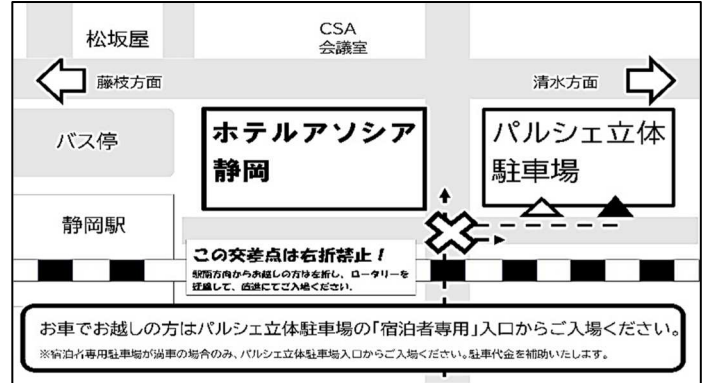 松坂屋
CSA
会議室
藤枝方面
清水方面
バス停
ホテルアソシア
静岡
パルシェ立体
駐車場
静岡駅
この交差点は右折禁止！
駅南方向からお越しの方は左折し、ロータリーを
経由して、直進にてご入場ください。
お車でお越しの方はパルシェ立体駐車場の｢宿泊者専用｣入口からご入場ください。
※宿泊者専用駐車場が満車の場合のみ、パルシェ立体駐車場入口からご入場ください。駐車代金を補助いたします。